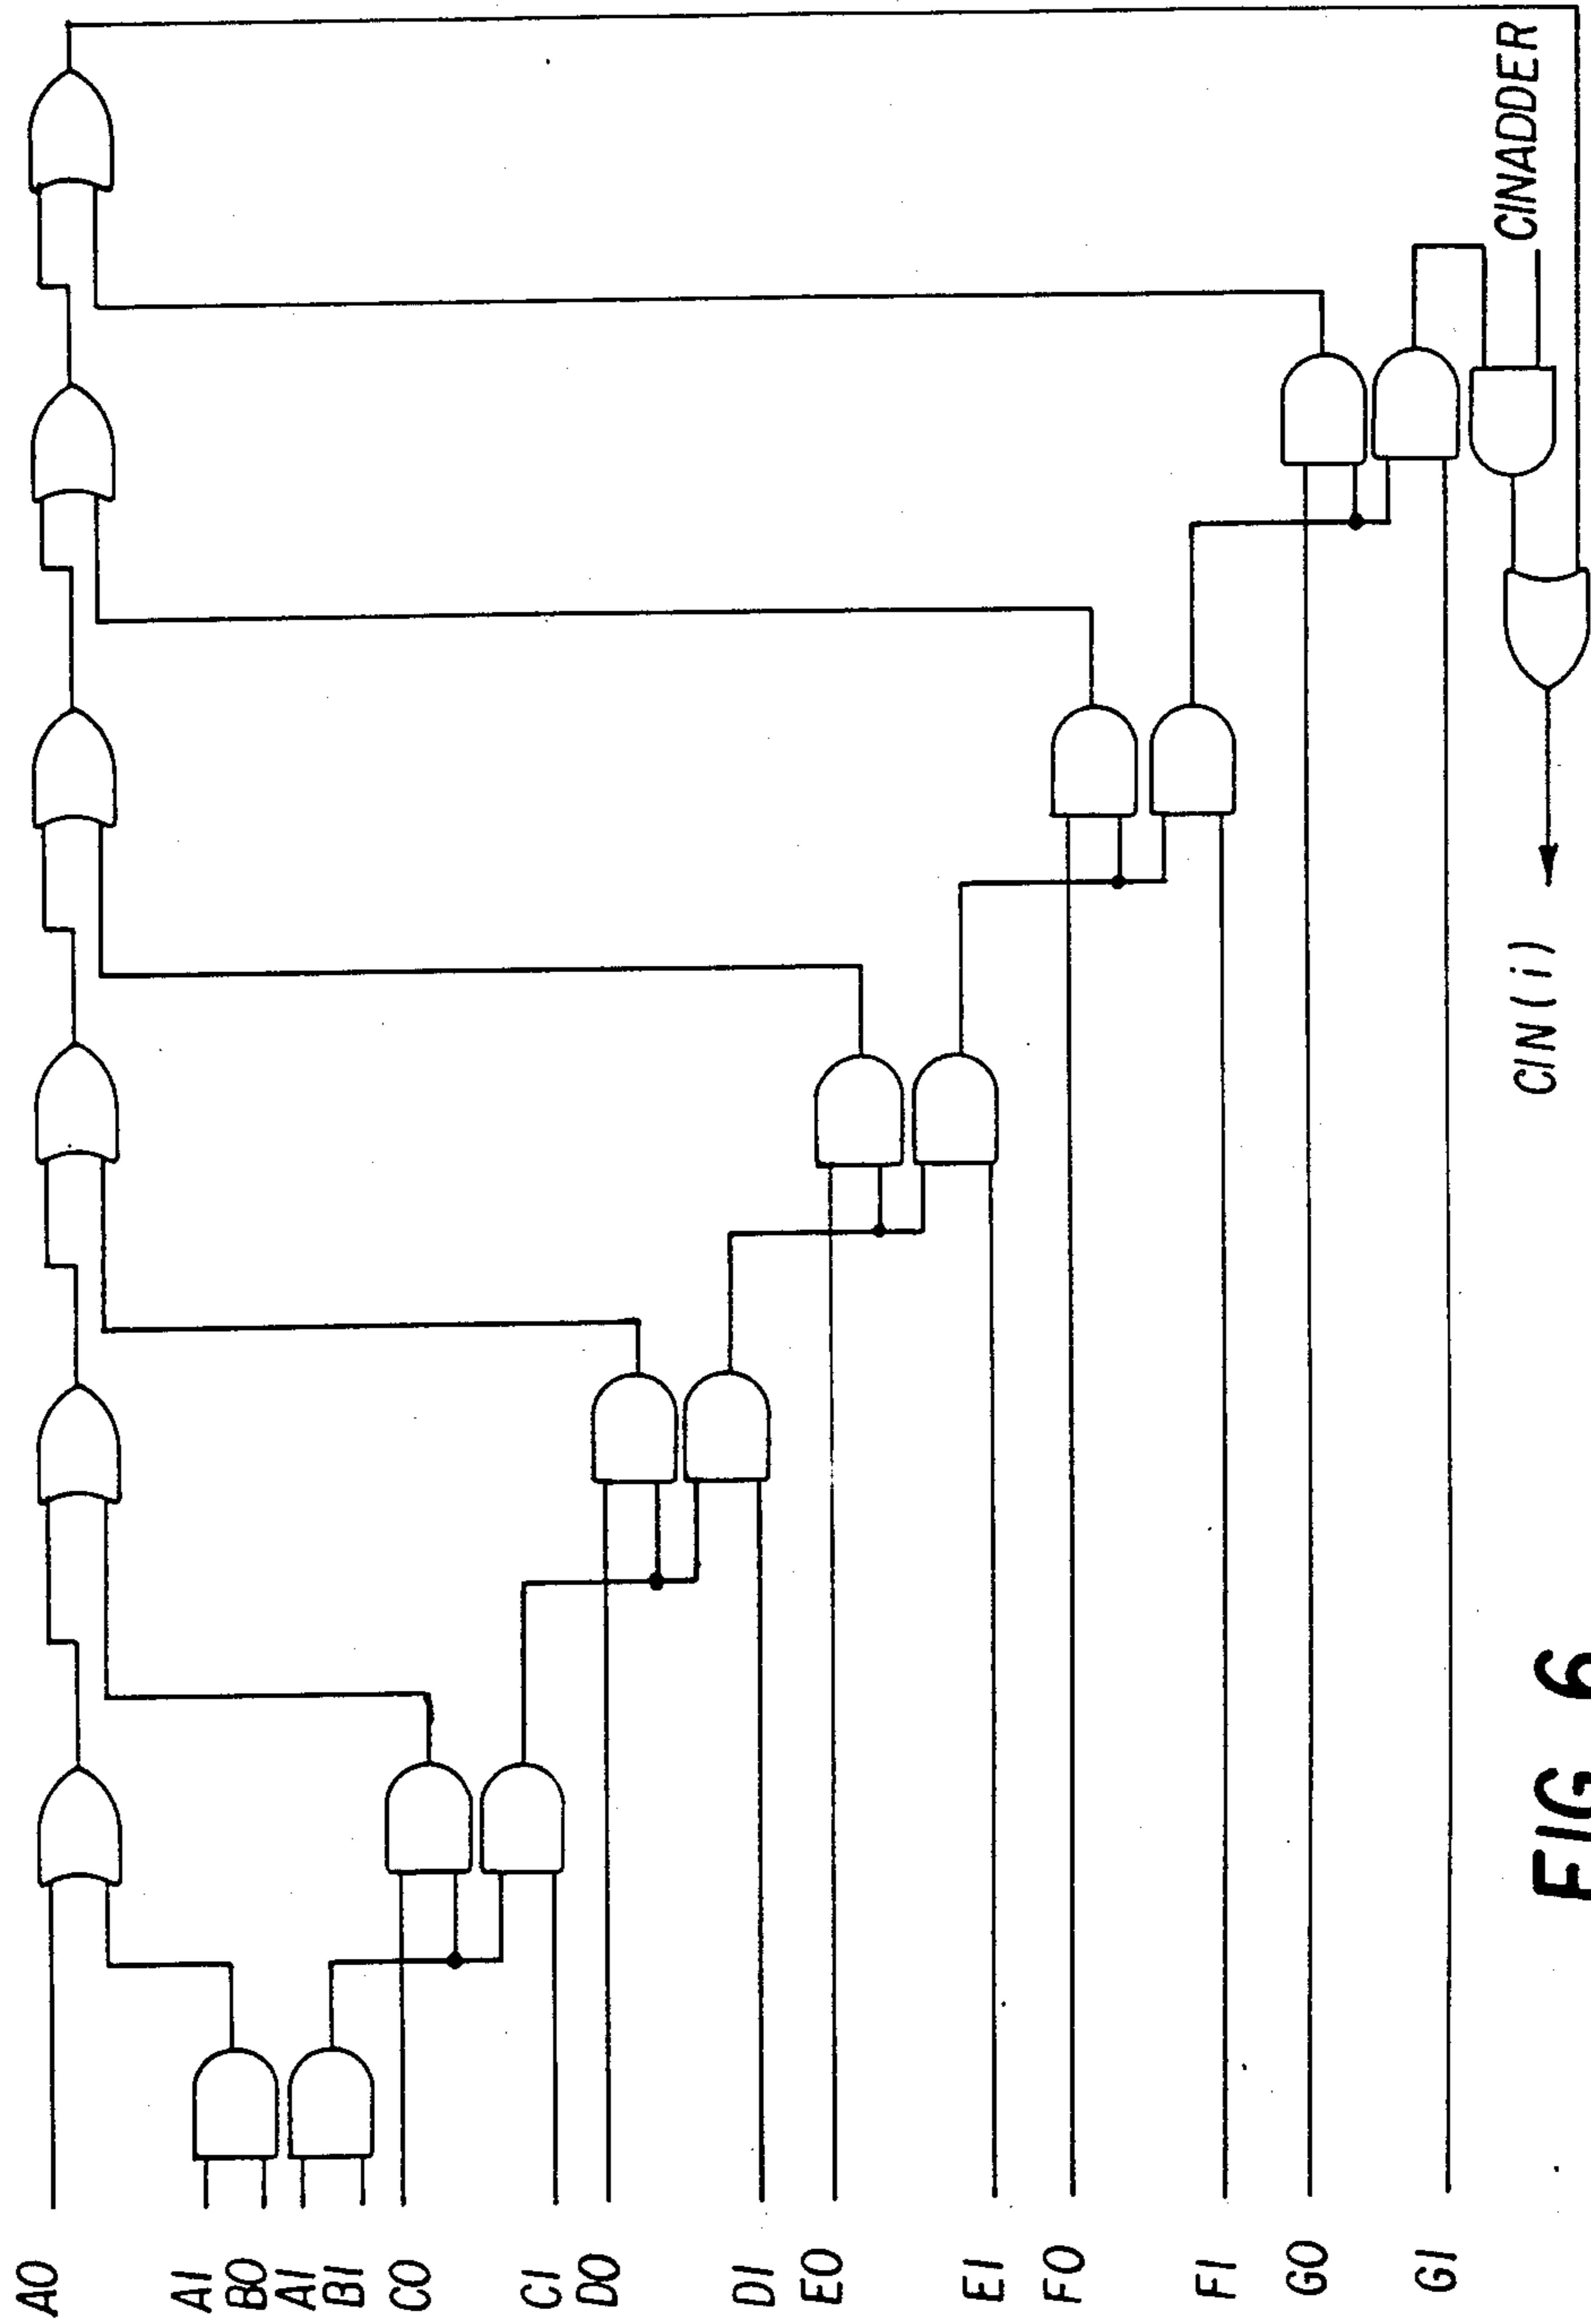 A0
A1
B0
A1
B1
C0
C1
D0
D1
E0
E1
F0
F1
G0
G1
CINADDER
CIN(i)
FIG 6